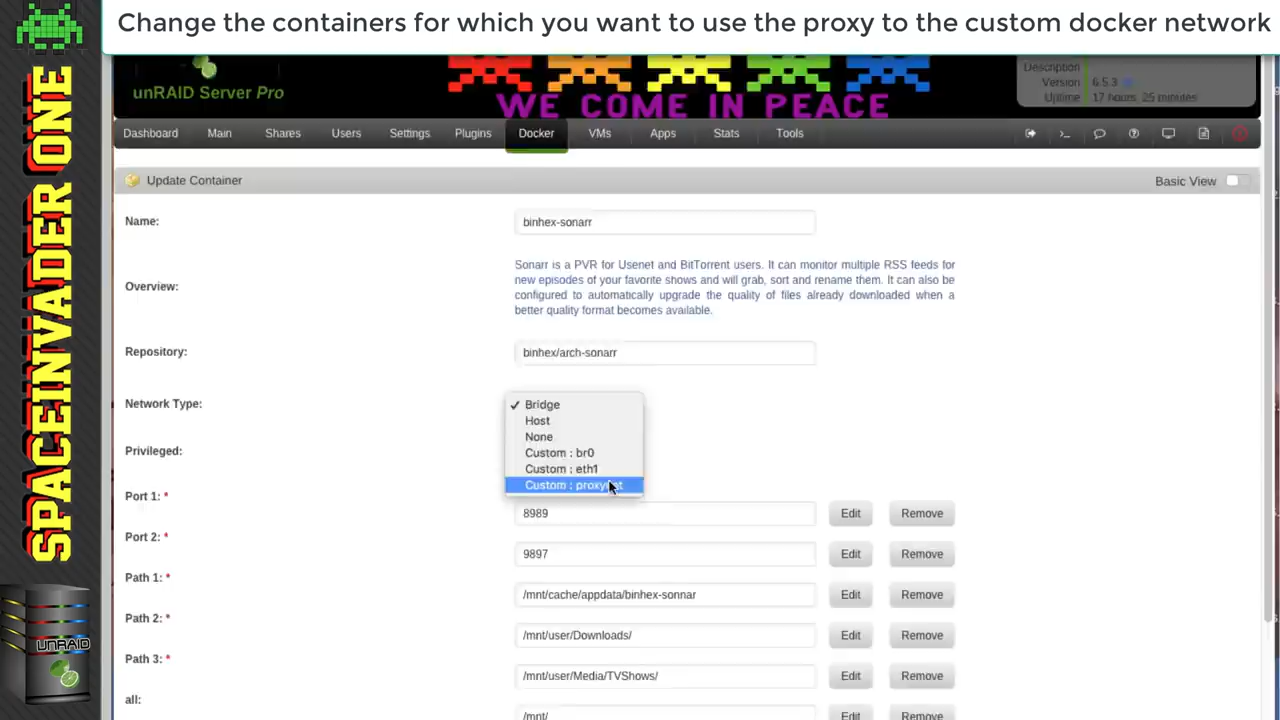 Change the containers for which you want to use the proxy to the custom docker network
SPACEINVADER ONE
UNRAID
unRAID Server Pro
WE COME IN PEACE
Description
Version 6.5.3
Uptime 17 hours, 25 minutes
Dashboard Main Shares Users Settings Plugins Docker VMs Apps Stats Tools
Update Container
Basic View
Name:
binhex-sonarr
Overview:
Sonarr is a PVR for Usenet and BitTorrent users. It can monitor multiple RSS feeds for
new episodes of your favorite shows and will grab, sort and rename them. It can also be
configured to automatically upgrade the quality of files already downloaded when a
better quality format becomes available.
Repository:
binhex/arch-sonarr
Network Type:
Bridge
Host
None
Custom : br0
Custom : eth1
Custom :
Privileged:
Port 1: *
8989 Edit Remove
Port 2: *
9897 Edit Remove
Path 1: *
/mnt/cache/appdata/binhex-sonnar Edit Remove
Path 2: *
/mnt/user/Downloads/ Edit Remove
Path 3: *
/mnt/user/Media/TVShows/ Edit Remove
all:
/mnt/ Edit Remove